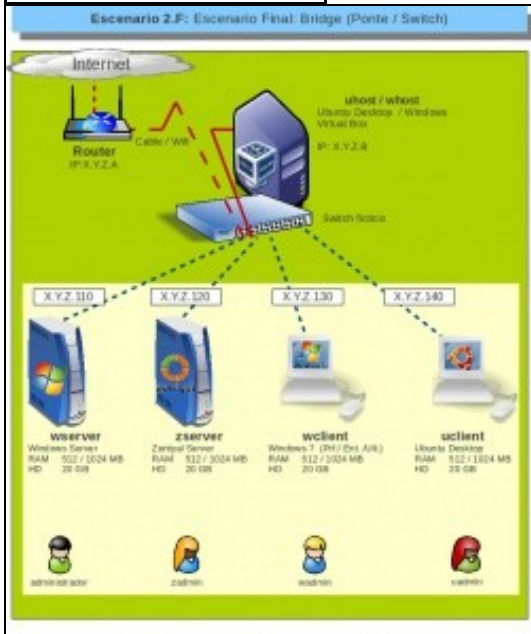 Escenario 2.F: Escenario Final: Bridge (Ponte / Switch)
Internet
Router
IP:X.Y.Z.A
Cable / Wifi
uhost / whost
Ubuntu Desktop / Windows
Virtual Box
IP: X.Y.Z.B
Switch ficticio
X.Y.Z.110
X.Y.Z.120
X.Y.Z.130
X.Y.Z.140
wserver
Windows Server
RAM 512 / 1024 MB
HD 20 GB
zserver
Zentyal Server
RAM 512 / 1024 MB
HD 20 GB
wclient
Windows 7 (Prf./ Ent. /Ult.)
RAM 512 / 1024 MB
HD 20 GB
uclient
Ubuntu Desktop
RAM 512 / 1024 MB
HD 20 GB
administrador
zadmin
wadmin
uadmin